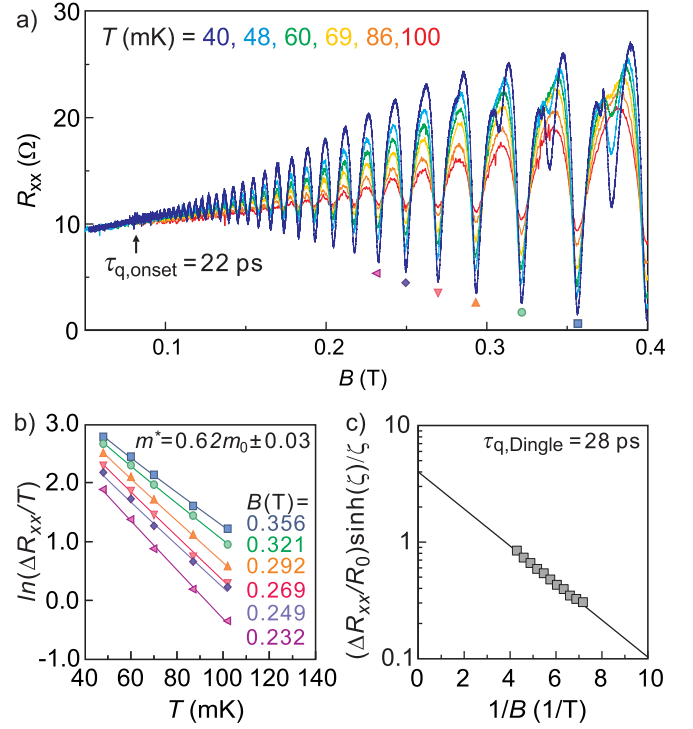 a)
T (mK) = 40, 48, 60, 69, 86,100
30
20
10
0
Rxx (Ω)
τq,onset = 22 ps
0.1
0.2
0.3
0.4
B (T)
b)
3.0
2.0
1.0
0.0
-1.0
ln(ΔRxx/T)
m*=0.62m0±0.03
B(T)=
0.356
0.321
0.292
0.269
0.249
0.232
40 60 80 100 120 140
T (mK)
c)
10
1
0.1
(ΔRxx/R0)sinh(ζ)/ζ
τq,Dingle = 28 ps
0 2 4 6 8 10
1/B (1/T)